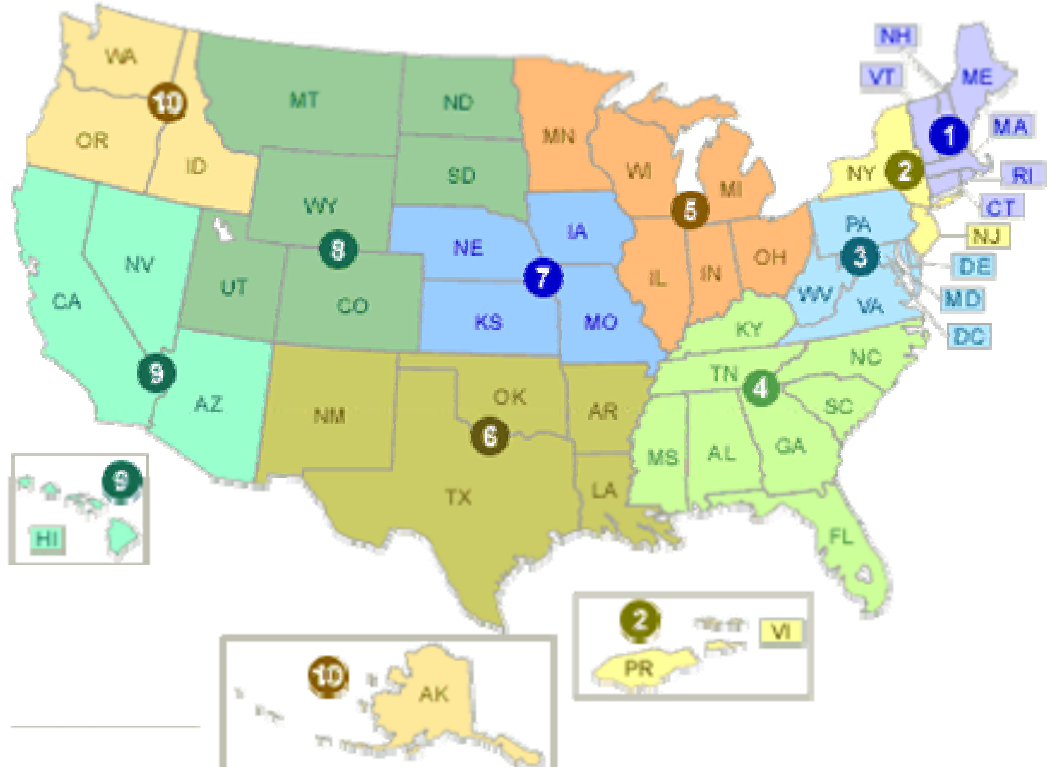 NH
WA
VT
ME
10
MT
ND
MN
MA
OR
1
ID
SD
WI
MI
NY
2
RI
WY
5
CT
PA
NJ
NE
IA
8
3
NV
7
OH
DE
UT
IL
IN
CA
CO
WV
MD
VA
KS
MO
KY
DC
9
TN
NC
4
AZ
OK
SC
NM
AR
6
GA
MS
AL
9
TX
LA
HI
FL
2
VI
PR
10
AK